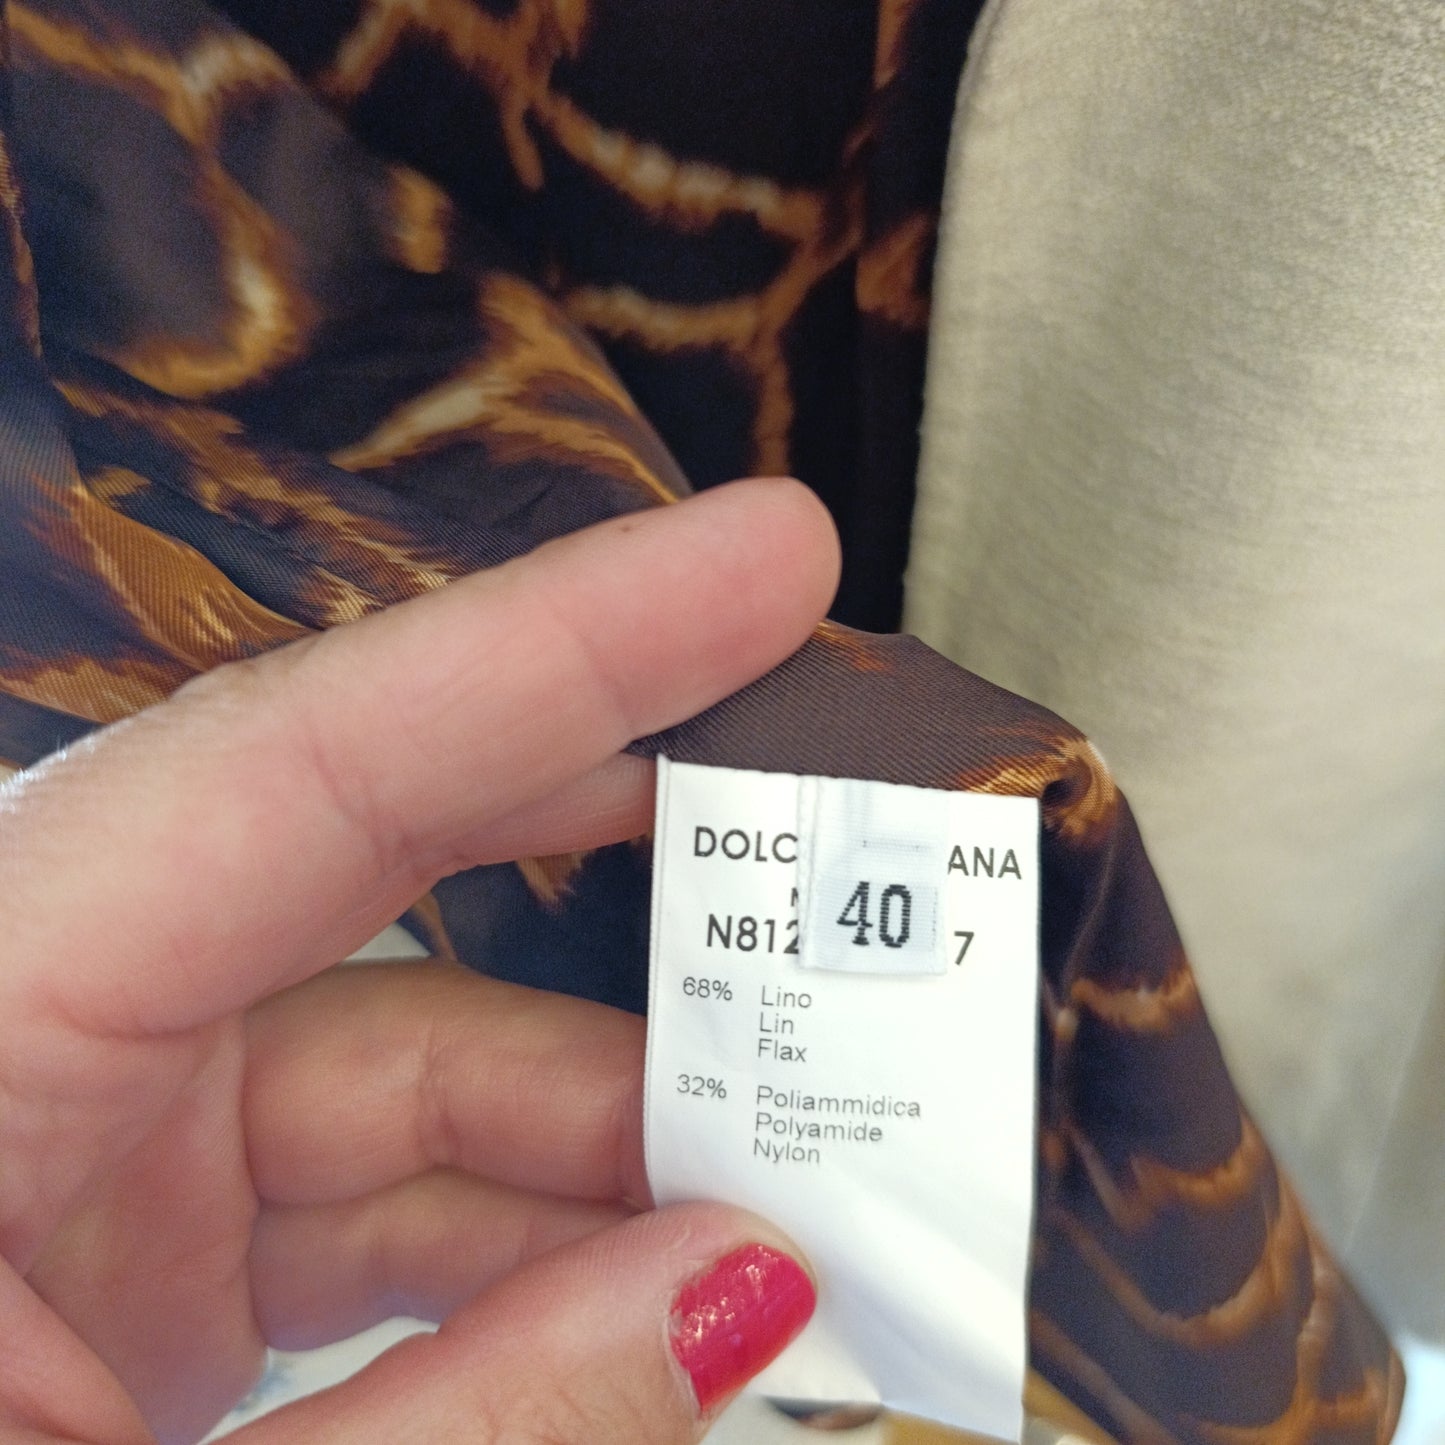 DOLC ANA
40
N812 7
68% Lino
Lin
Flax
32% Poliammidica
Polyamide
Nylon